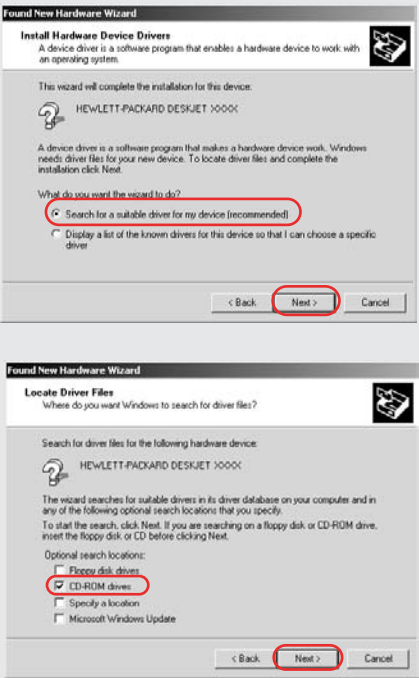 Found New Hardware Wizard
Install Hardware Device Drivers
A device driver is a software program that enables a hardware device to work with
an operating system.
This wizard will complete the installation for this device:
HEWLETT-PACKARD DESKJET XXXX
A device driver is a software program that makes a hardware device work. Windows
needs driver files for your new device. To locate driver files and complete the
installation click Next.
What do you want the wizard to do?
Search for a suitable driver for my device (recommended)
Display a list of the known drivers for this device so that I can choose a specific
driver
< Back
Next >
Cancel
Found New Hardware Wizard
Locate Driver Files
Where do you want Windows to search for driver files?
Search for driver files for the following hardware device:
HEWLETT-PACKARD DESKJET XXXX
The wizard searches for suitable drivers in its driver database on your computer and in
any of the following optional search locations that you specify.
To start the search, click Next. If you are searching on a floppy disk or CD-ROM drive,
insert the floppy disk or CD before clicking Next.
Optional search locations:
Floppy disk drives
CD-ROM drives
Specify a location
Microsoft Windows Update
< Back
Next >
Cancel